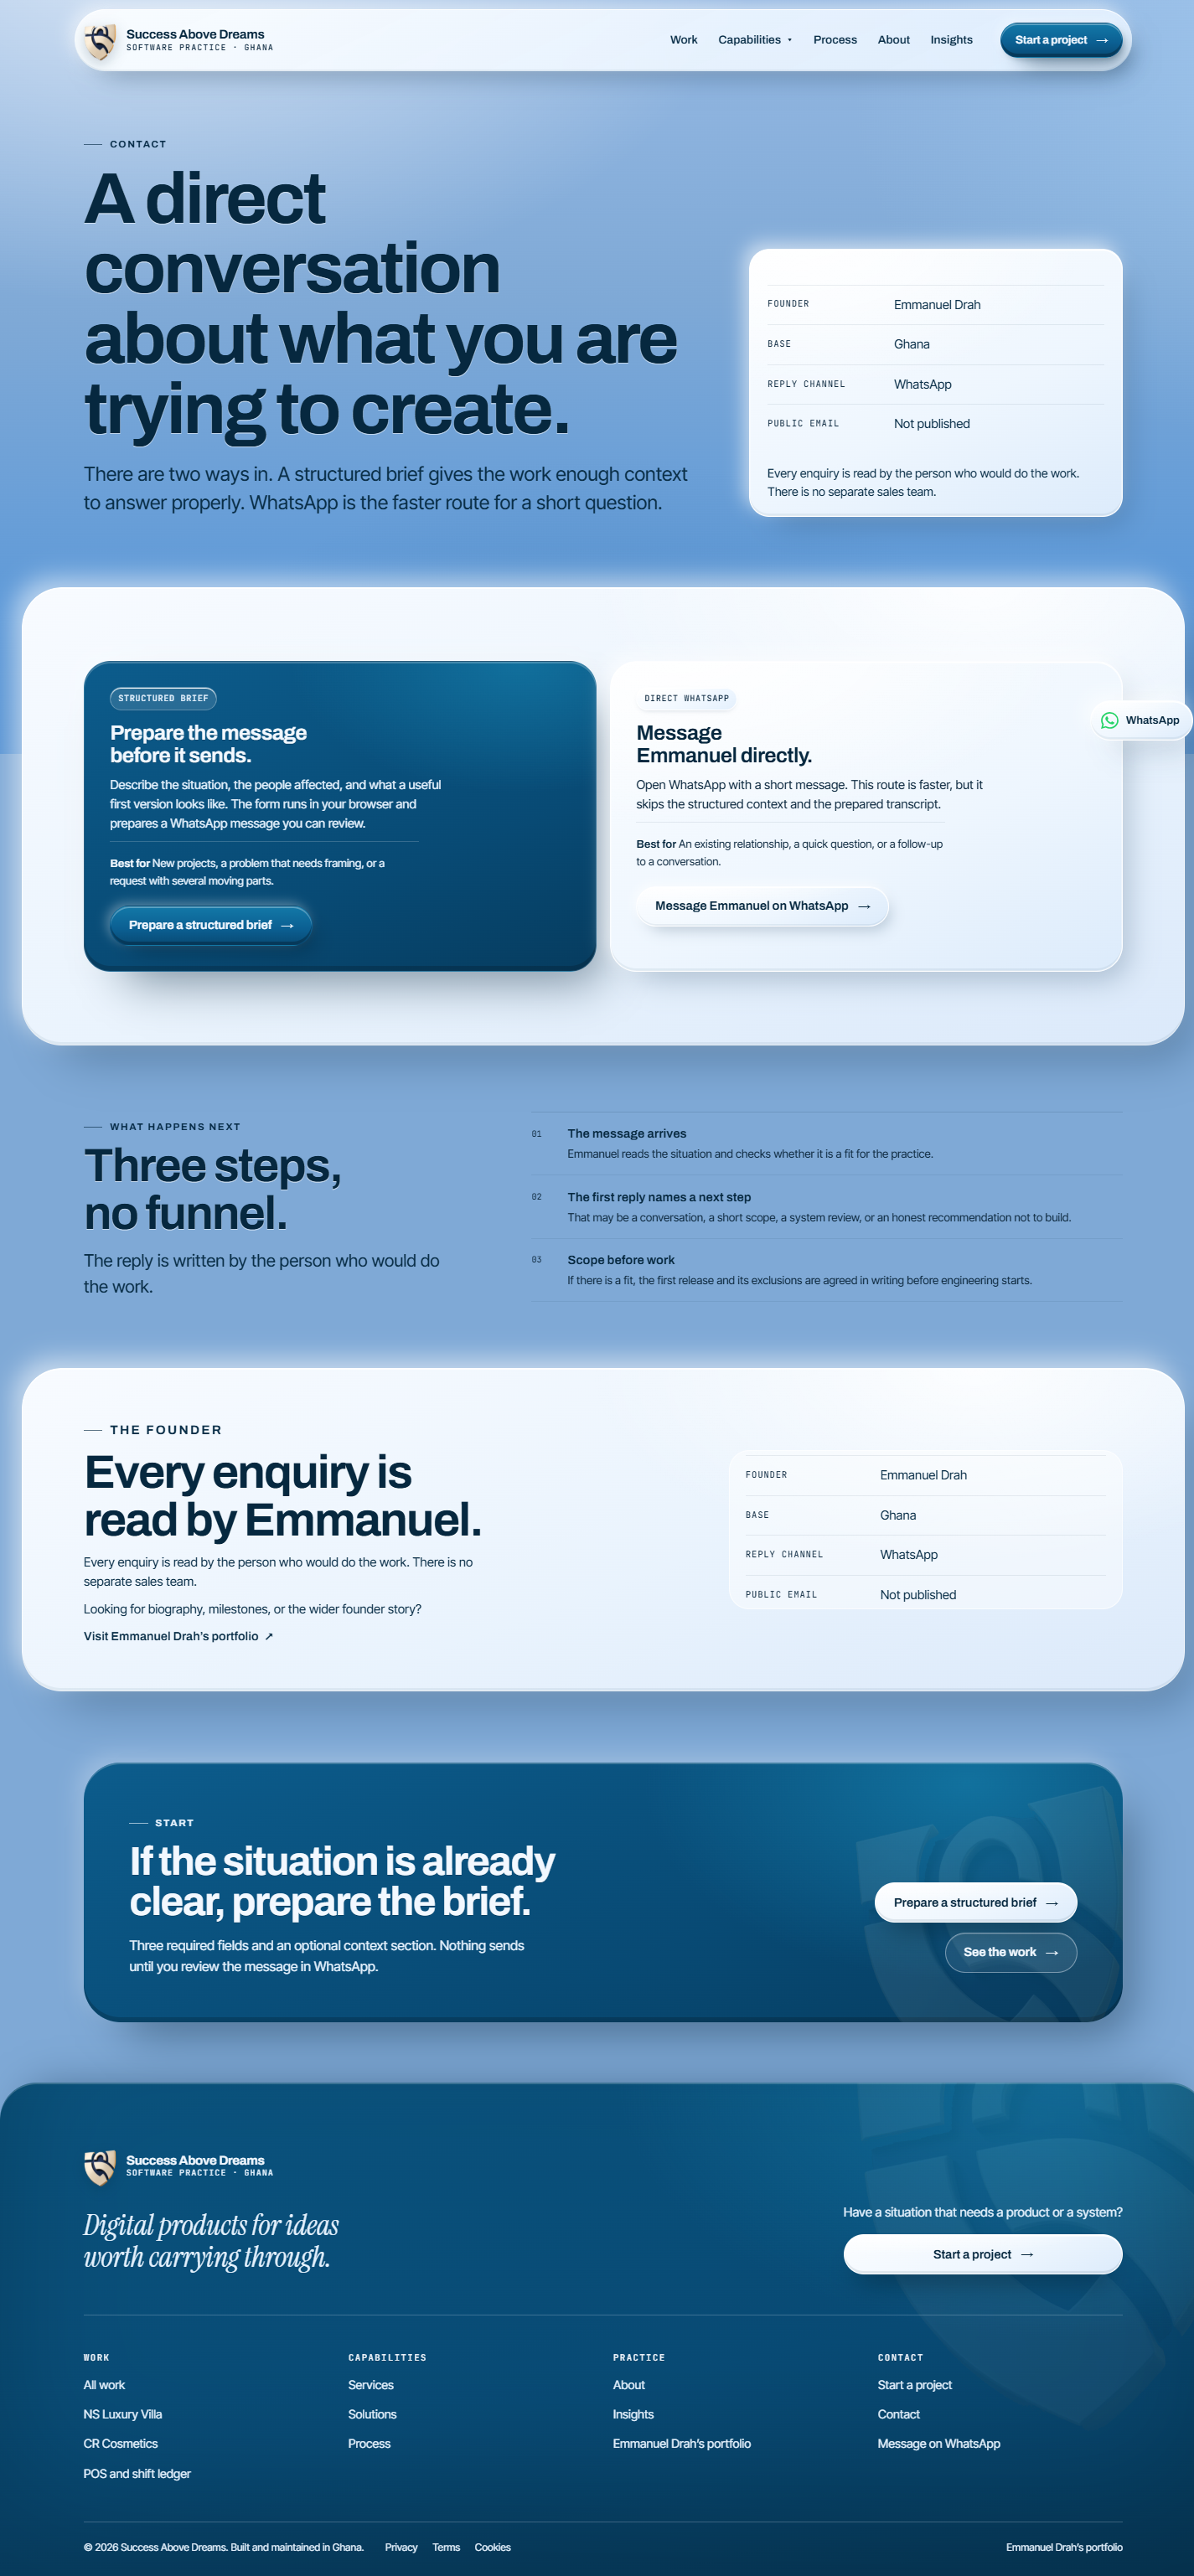 Success Above Dreams
SOFTWARE PRACTICE · GHANA
Work
Capabilities
Process
About
Insights
Start a project →
CONTACT
A direct
conversation
about what you are
trying to create.
There are two ways in. A structured brief gives the work enough context
to answer properly. WhatsApp is the faster route for a short question.
FOUNDER Emmanuel Drah
BASE Ghana
REPLY CHANNEL WhatsApp
PUBLIC EMAIL Not published
Every enquiry is read by the person who would do the work.
There is no separate sales team.
STRUCTURED BRIEF
Prepare the message
before it sends.
Describe the situation, the people affected, and what a useful
first version looks like. The form runs in your browser and
prepares a WhatsApp message you can review.
Best for New projects, a problem that needs framing, or a
request with several moving parts.
Prepare a structured brief →
DIRECT WHATSAPP
Message
Emmanuel directly.
Open WhatsApp with a short message. This route is faster, but it
skips the structured context and the prepared transcript.
Best for An existing relationship, a quick question, or a follow-up
to a conversation.
Message Emmanuel on WhatsApp →
WhatsApp
WHAT HAPPENS NEXT
Three steps,
no funnel.
The reply is written by the person who would do
the work.
01 The message arrives
Emmanuel reads the situation and checks whether it is a fit for the practice.
02 The first reply names a next step
That may be a conversation, a short scope, a system review, or an honest recommendation not to build.
03 Scope before work
If there is a fit, the first release and its exclusions are agreed in writing before engineering starts.
THE FOUNDER
Every enquiry is
read by Emmanuel.
Every enquiry is read by the person who would do the work. There is no
separate sales team.
Looking for biography, milestones, or the wider founder story?
Visit Emmanuel Drah’s portfolio ↗
FOUNDER Emmanuel Drah
BASE Ghana
REPLY CHANNEL WhatsApp
PUBLIC EMAIL Not published
START
If the situation is already
clear, prepare the brief.
Three required fields and an optional context section. Nothing sends
until you review the message in WhatsApp.
Prepare a structured brief →
See the work →
Success Above Dreams
SOFTWARE PRACTICE · GHANA
Digital products for ideas
worth carrying through.
Have a situation that needs a product or a system?
Start a project →
WORK
All work
NS Luxury Villa
CR Cosmetics
POS and shift ledger
CAPABILITIES
Services
Solutions
Process
PRACTICE
About
Insights
Emmanuel Drah’s portfolio
CONTACT
Start a project
Contact
Message on WhatsApp
© 2026 Success Above Dreams. Built and maintained in Ghana.
Privacy
Terms
Cookies
Emmanuel Drah’s portfolio